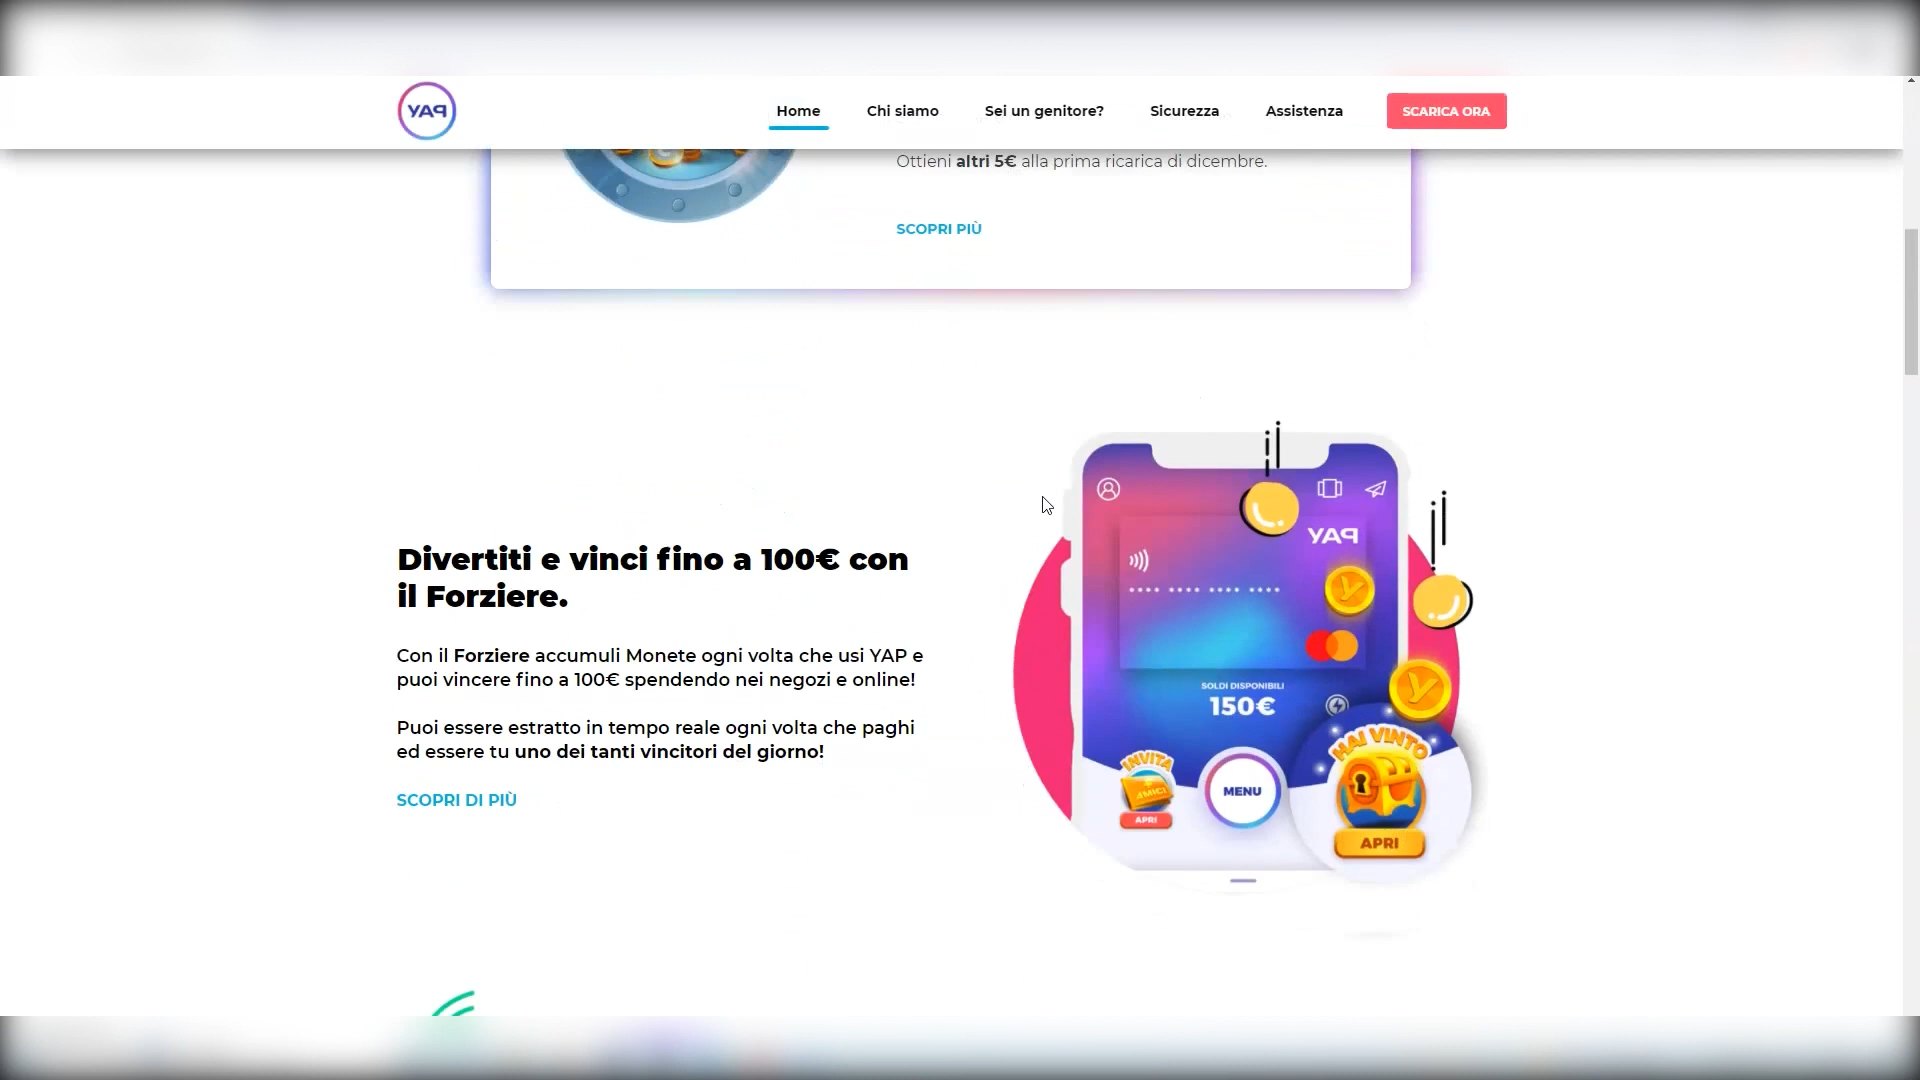 YAP
Home
Chi siamo
Sei un genitore?
Sicurezza
Assistenza
SCARICA ORA
Ottieni altri 5€ alla prima ricarica di dicembre.
SCOPRI PIÙ
Divertiti e vinci fino a 100€ con
il Forziere.
Con il Forziere accumuli Monete ogni volta che usi YAP e
puoi vincere fino a 100€ spendendo nei negozi e online!
Puoi essere estratto in tempo reale ogni volta che paghi
ed essere tu uno dei tanti vincitori del giorno!
SCOPRI DI PIÙ
YAP
SOLDI DISPONIBILI
150€
INVITA
AMICI
APRI
MENU
HAI VINTO
APRI